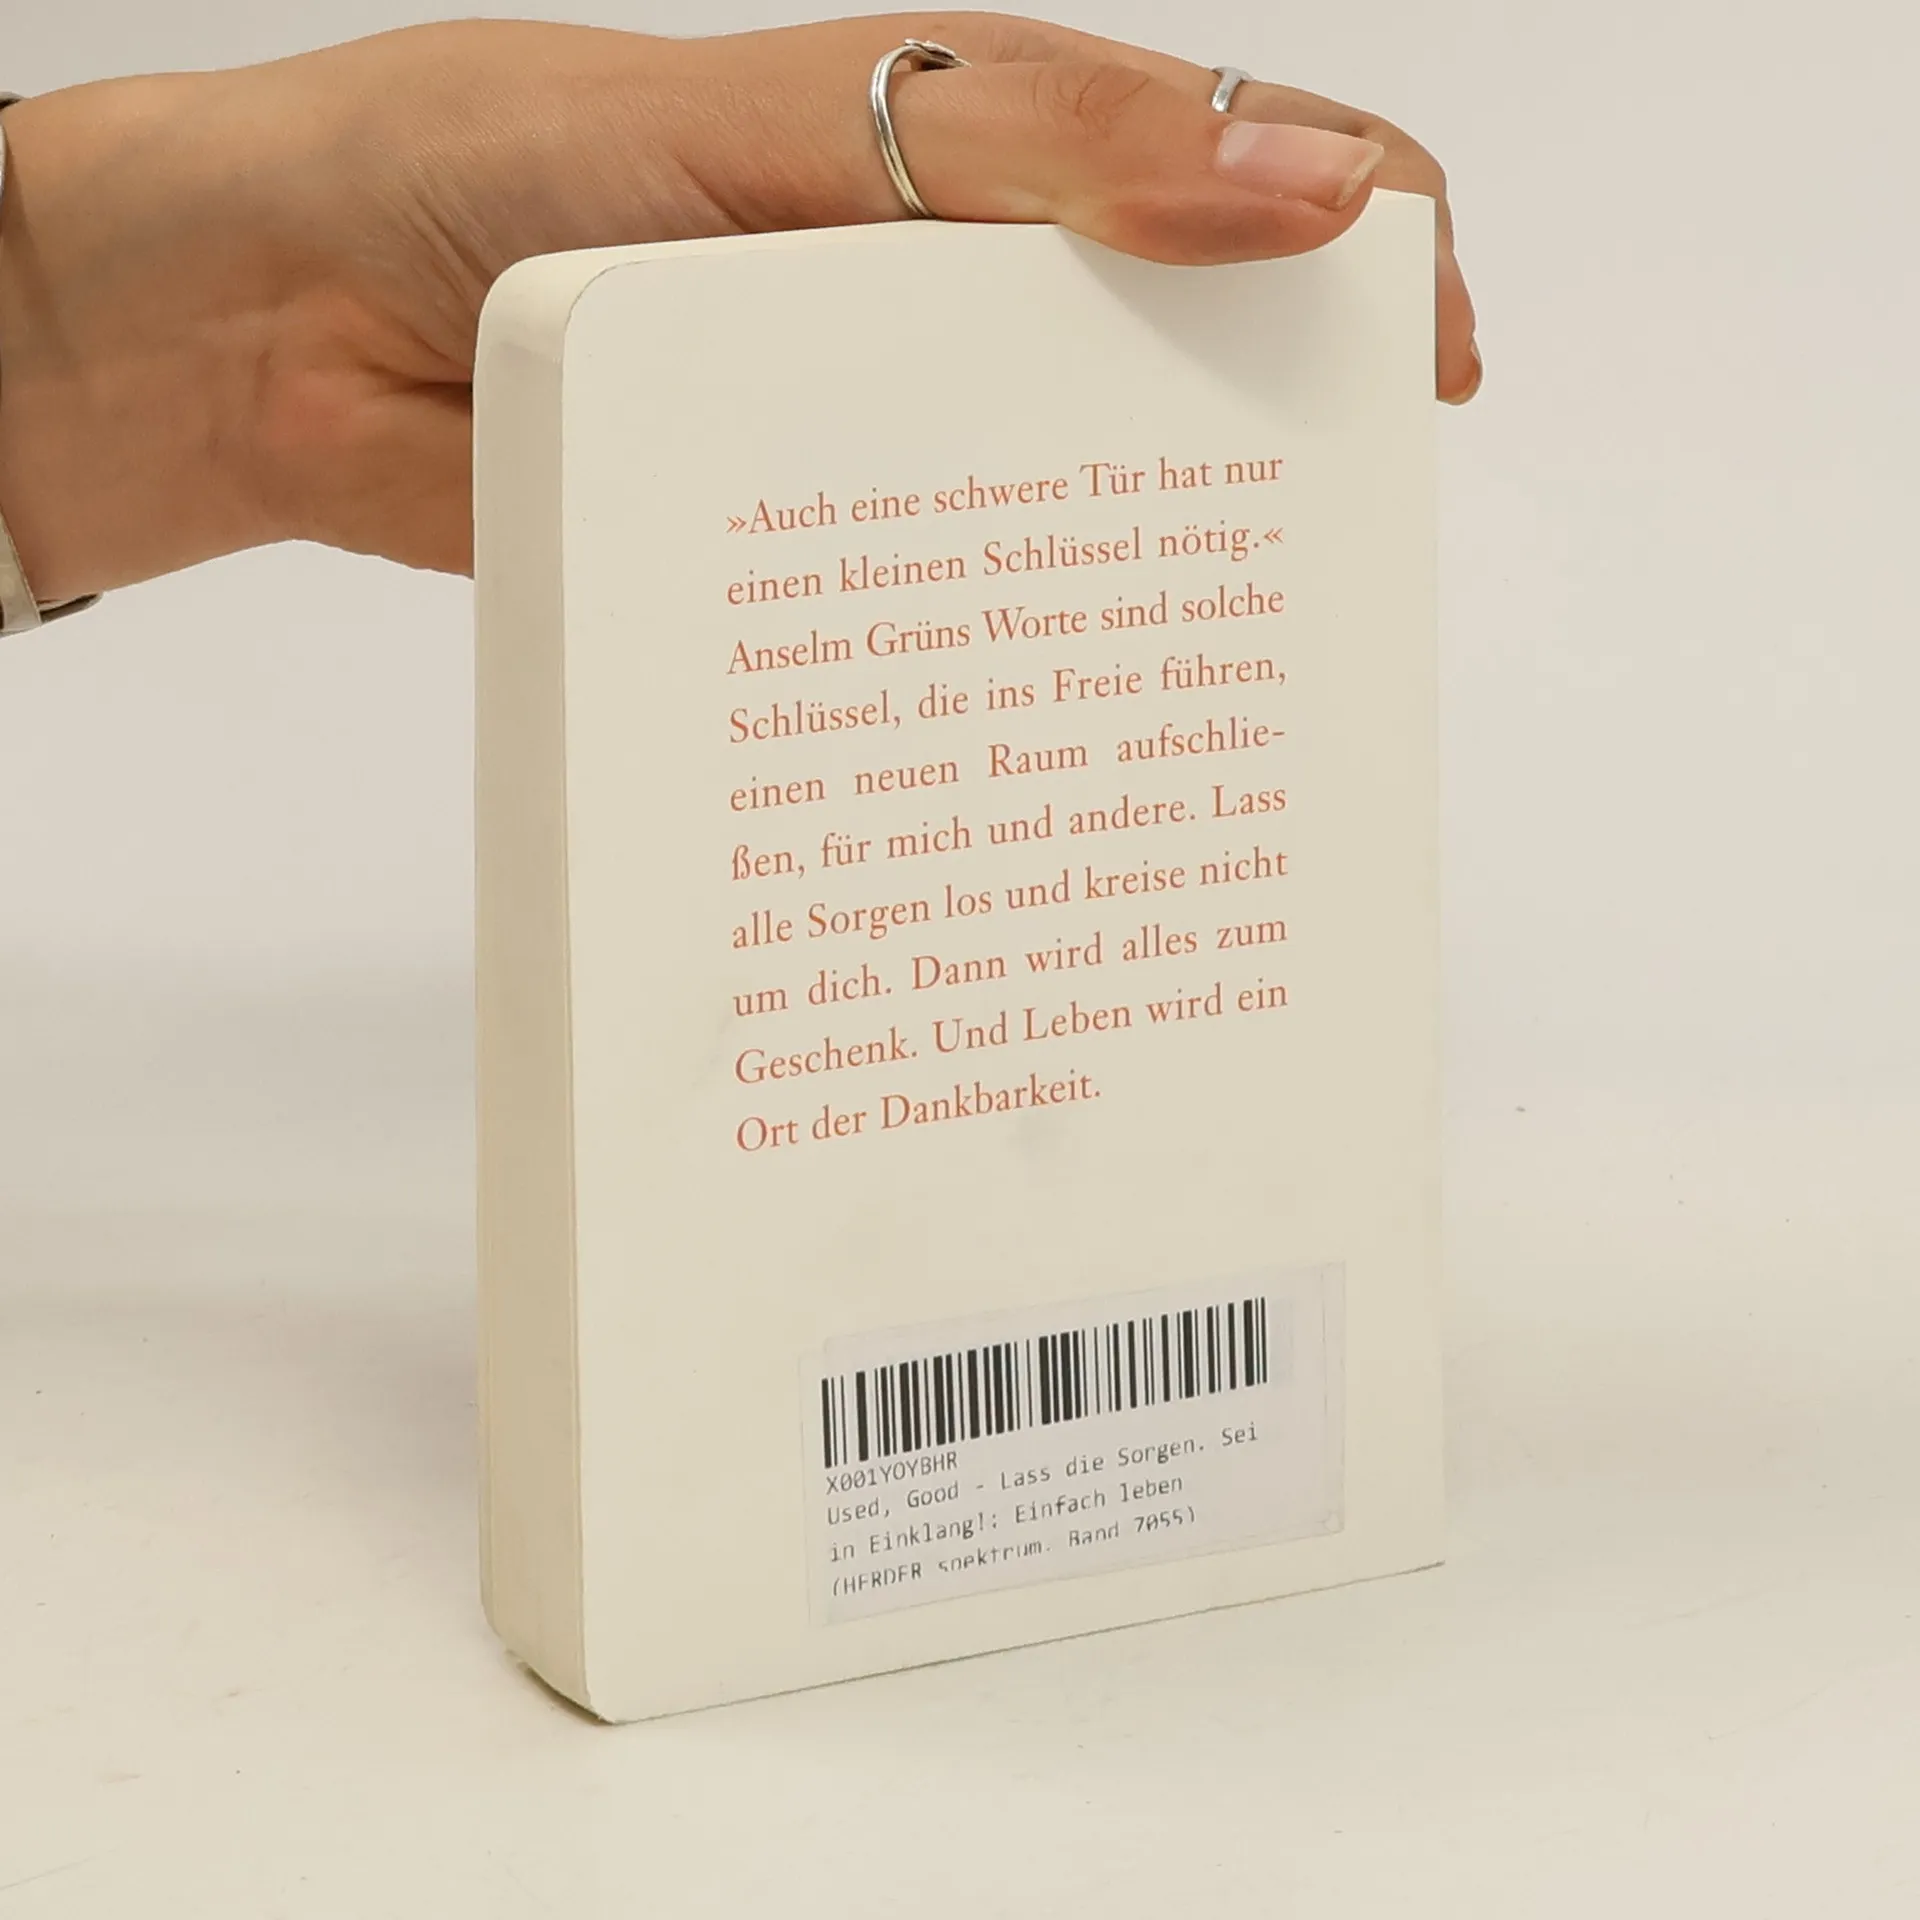 »Auch eine schwere Tür hat nur
einen kleinen Schlüssel nötig.«
Anselm Grüns Worte sind solche
Schlüssel, die ins Freie führen,
einen neuen Raum aufschlie-
ßen, für mich und andere. Lass
alle Sorgen los und kreise nicht
um dich. Dann wird alles zum
Geschenk. Und Leben wird ein
Ort der Dankbarkeit.
X001YOYBHR
Used, Good - Lass die Sorgen. Sei
in Einklang!: Einfach leben
(HERDER spektrum. Band 7055)